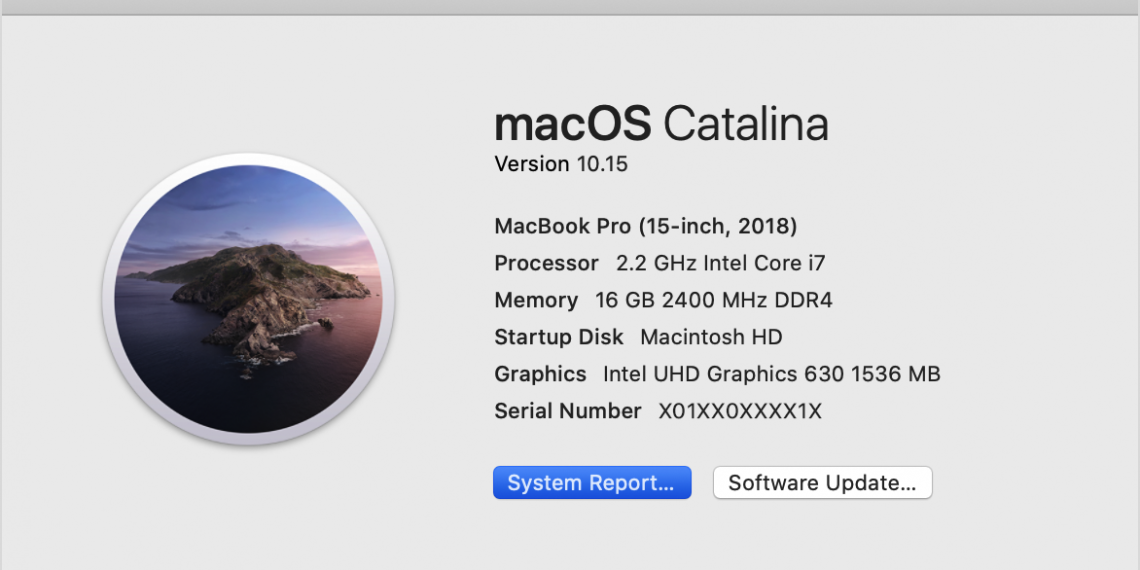 macOS Catalina
Version 10.15
MacBook Pro (15-inch, 2018)
Processor 2.2 GHz Intel Core i7
Memory 16 GB 2400 MHz DDR4
Startup Disk Macintosh HD
Graphics Intel UHD Graphics 630 1536 MB
Serial Number X01XX0XXXX1X
System Report...
Software Update...